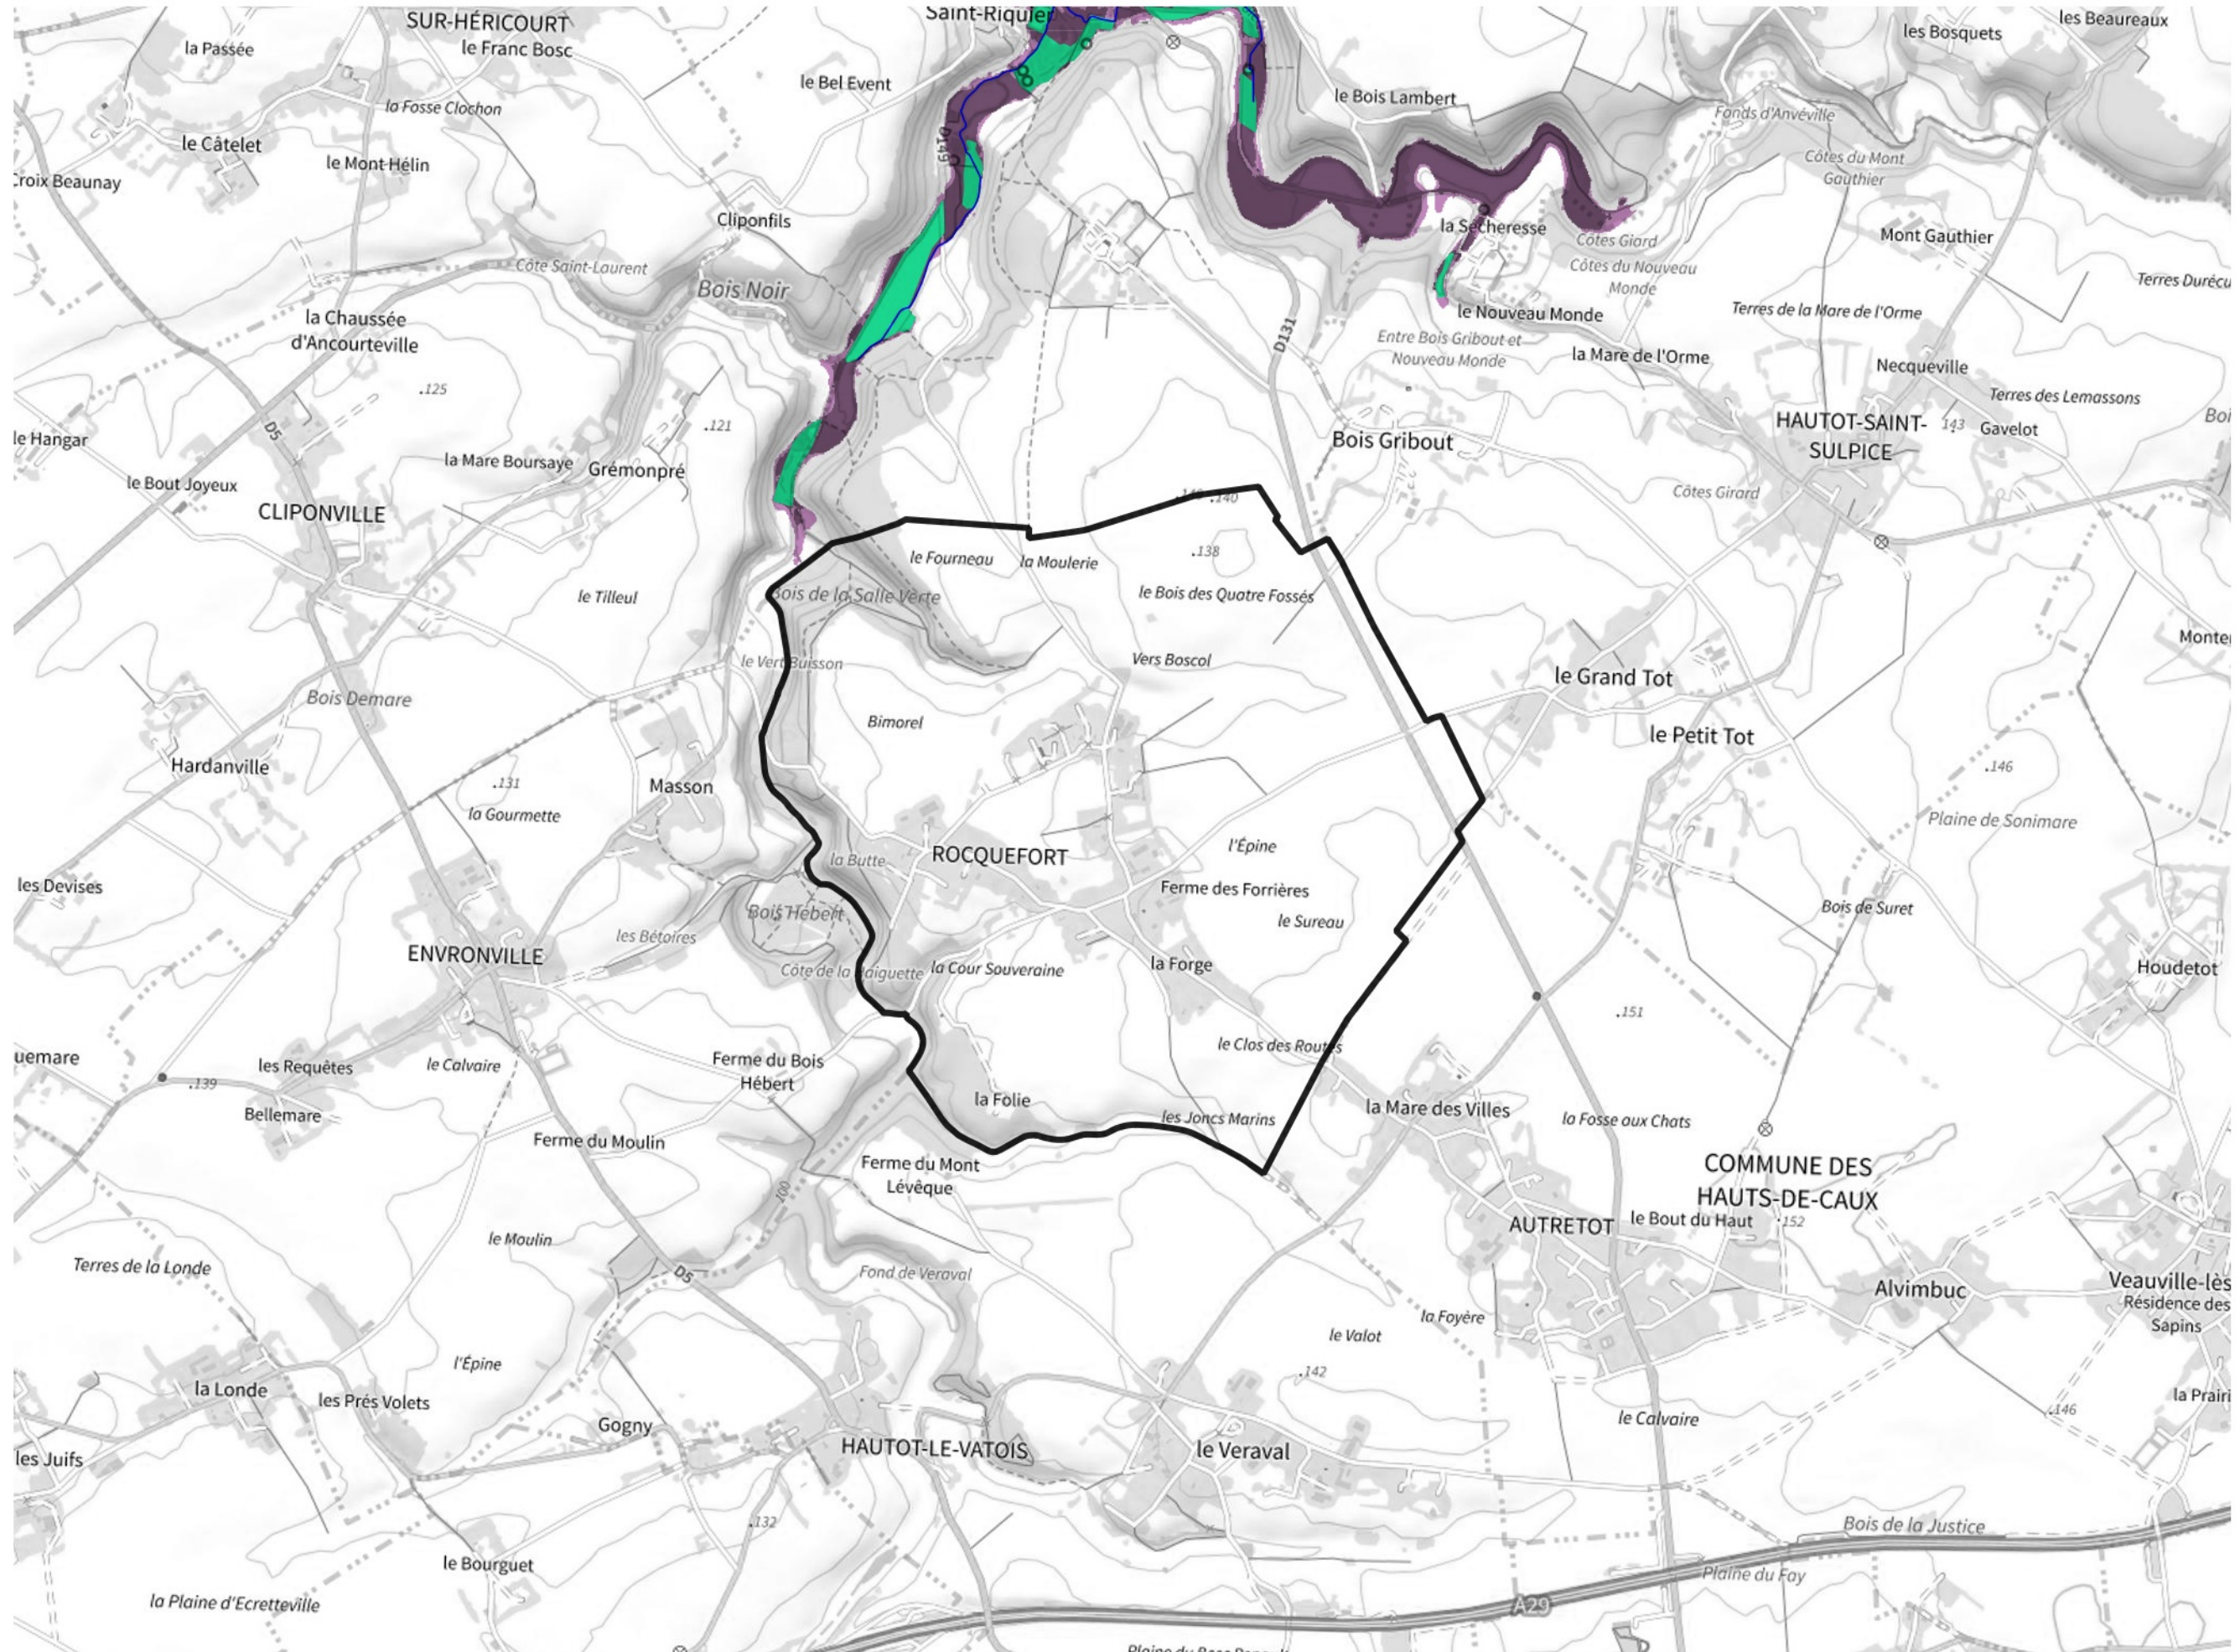 SUR-HÉRICOURT
Saint-Riquier
les Beaureaux
la Passée
le Franc Bosc
les Bosquets
le Bel Event
le Bois Lambert
la Fosse Clochon
Fonds d'Anvéville
le Câtelet
D149
le Mont Hélin
Côtes du Mont
Gauthier
Croix Beaunay
Cliponfils
la Sécheresse
Côtes Giard
Mont Gauthier
Côte Saint-Laurent
Côtes du Nouveau
Monde
Bois Noir
Terres de la Mare de l'Orme
le Nouveau Monde
la Chaussée
d'Ancourteville
D131
Entre Bois Gribout et
Nouveau Monde
la Mare de l'Orme
Necqueville
.125
Terres des Lemassons
D5
.121
HAUTOT-SAINT-
SULPICE
143
Gavelot
le Hangar
Bois Gribout
la Mare Boursaye
Grémonpré
le Bout Joyeux
Côtes Girard
CLIPONVILLE
.140
.138
le Fourneau
la Moulerie
le Tilleul
Bois de la Salle Verte
le Bois des Quatre Fossés
le Vert Buisson
Vers Boscol
le Grand Tot
Bois Demare
Bimorel
le Petit Tot
Hardanville
.131
Masson
.146
la Gourmette
Plaine de Sonimare
l'Épine
la Butte
ROCQUEFORT
les Devises
Ferme des Forrières
Bois Hébert
le Sureau
Bois de Suret
les Bétoires
ENVRONVILLE
Côte de la Haiguette
la Cour Souveraine
la Forge
Houdetot
.151
le Clos des Routes
les Requêtes
le Calvaire
Ferme du Bois
Hébert
.139
Bellemare
la Folie
les Joncs Marins
la Mare des Villes
la Fosse aux Chats
Ferme du Moulin
Ferme du Mont
Lévêque
COMMUNE DES
HAUTS-DE-CAUX
100
AUTRETOT
le Bout du Haut
.152
le Moulin
Terres de la Londe
D5
Fond de Veraval
Alvimbuc
Veauville-lès
Résidence des
Sapins
la Foyère
le Valot
l'Épine
.142
la Londe
les Prés Volets
.146
Gogny
le Calvaire
HAUTOT-LE-VATOIS
le Veraval
les Juifs
.132
Bois de la Justice
le Bourguet
Plaine du Fay
la Plaine d'Ecretteville
A29